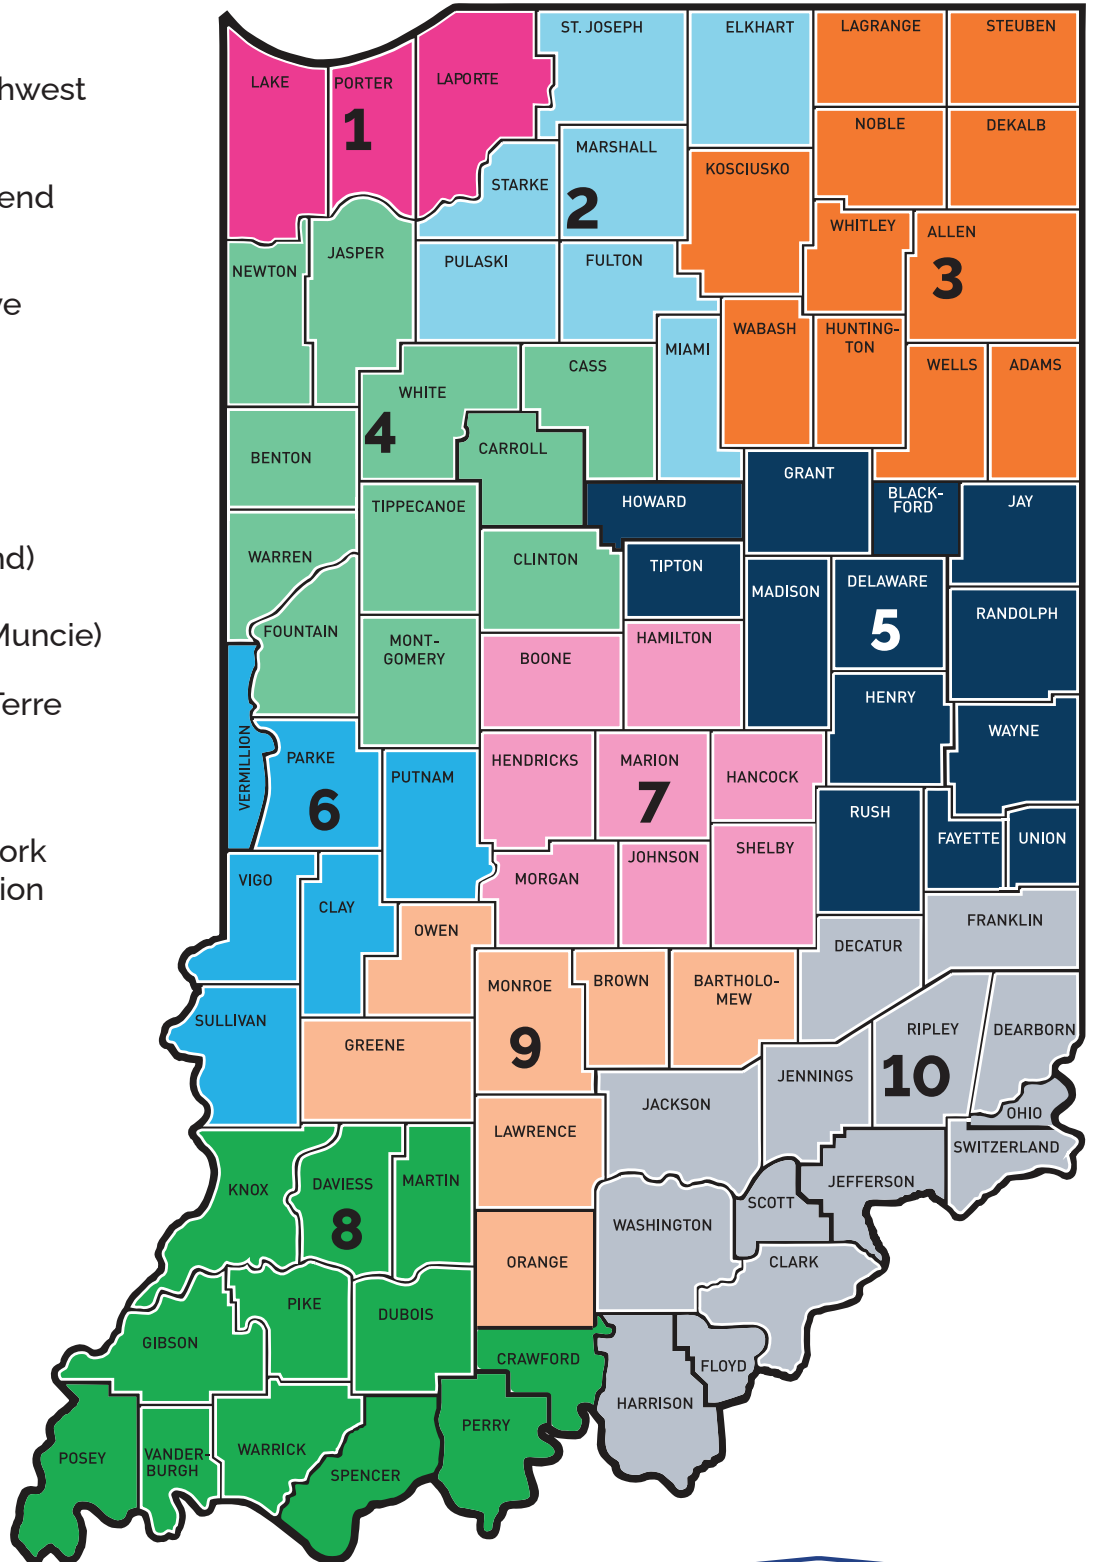 hwest
end
ve
nd)
Muncie)
Terre
ork
ion
LAKE
PORTER
LAPORTE
1
ST. JOSEPH
ELKHART
LAGRANGE
STEUBEN
NOBLE
DEKALB
MARSHALL
STARKE
2
KOSCIUSKO
WHITLEY
ALLEN
3
NEWTON
JASPER
PULASKI
FULTON
MIAMI
WABASH
HUNTING-
TON
WELLS
ADAMS
WHITE
CASS
4
CARROLL
BENTON
TIPPECANOE
HOWARD
GRANT
BLACK-
FORD
JAY
WARREN
CLINTON
TIPTON
MADISON
DELAWARE
5
RANDOLPH
FOUNTAIN
MONT-
GOMERY
BOONE
HAMILTON
HENRY
WAYNE
VERMILLION
PARKE
6
PUTNAM
HENDRICKS
MARION
7
HANCOCK
RUSH
FAYETTE
UNION
VIGO
CLAY
MORGAN
JOHNSON
SHELBY
OWEN
DECATUR
FRANKLIN
SULLIVAN
GREENE
MONROE
9
BROWN
BARTHOLO-
MEW
RIPLEY
DEARBORN
10
JENNINGS
JACKSON
OHIO
SWITZERLAND
LAWRENCE
KNOX
DAVIESS
8
MARTIN
JEFFERSON
SCOTT
WASHINGTON
ORANGE
CLARK
PIKE
DUBOIS
GIBSON
CRAWFORD
FLOYD
HARRISON
PERRY
POSEY
VANDER-
BURGH
WARRICK
SPENCER